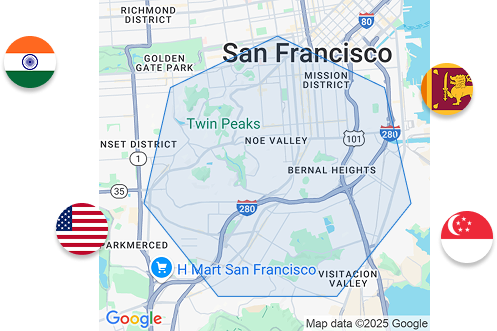 RICHMOND
DISTRICT
80
GOLDEN
GATE PARK
San Francisco
MISSION
DISTRICT
Twin Peaks
101
280
NSET DISTRICT
NOE VALLEY
1
BERNAL HEIGHTS
35
280
ARKMERCED
H Mart San Francisco
VISITACION
VALLEY
Google
Map data ©2025 Google